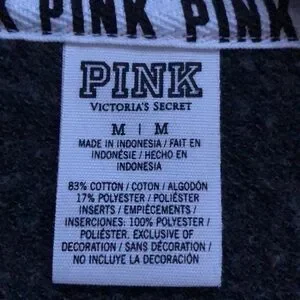 K PINK PINK
PINK
VICTORIA'S SECRET
M | M
MADE IN INDONESIA / FAIT EN
INDONÉSIE / HECHO EN
INDONESIA
83% COTTON / COTON / ALGODÓN
17% POLYESTER / POLIÉSTER
INSERTS / EMPIÈCEMENTS /
INSERCIONES: 100% POLYESTER /
POLIÉSTER. EXCLUSIVE OF
DECORATION / SANS DÉCORATION /
NO INCLUYE LA DECORACIÓN